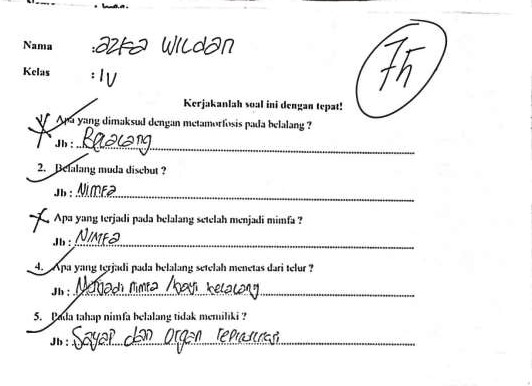 Nama : azka Wildan
Kelas : IV
75
Kerjakanlah soal ini dengan tepat!
Apa yang dimaksud dengan metamorfosis pada belalang ?
Jb : Belalang
2. Belalang muda disebut ?
Jb : Nimfa
Apa yang terjadi pada belalang setelah menjadi mimfa ?
Jb : Nimfa
4. Apa yang terjadi pada belalang setelah menetas dari telur ?
Jb : Menjadi nimfa /bayi belalang
5. Pada tahap nimfa belalang tidak memiliki ?
Jb : Sayap dan organ